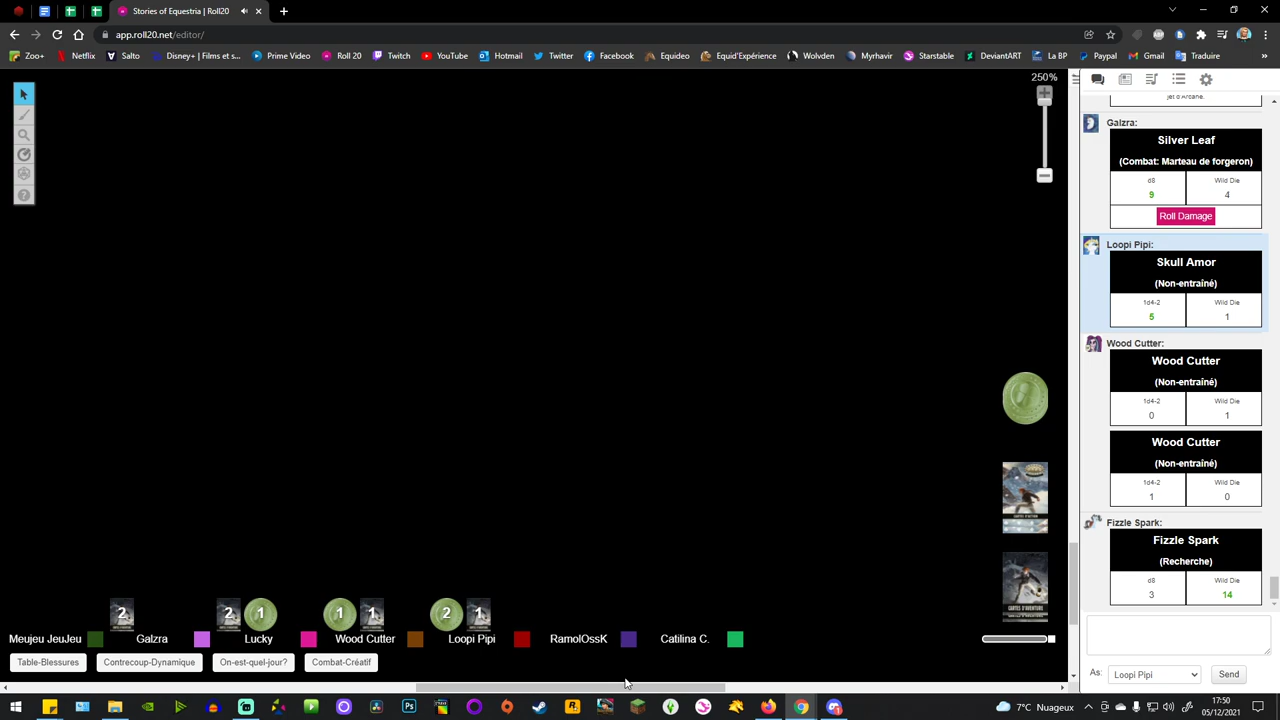 Stories of Equestria | Roll20
app.roll20.net/editor/
Zoo+ Netflix Salto Disney+ | Films et s... Prime Video Roll 20 Twitch YouTube Hotmail Twitter Facebook Equideo Equid'Expérience Wolvden Myrhavir Starstable DeviantART La BP Paypal Gmail Traduire »
250%
jet d'Arcane.
Galzra:
Silver Leaf
(Combat: Marteau de forgeron)
d8 Wild Die
9 4
Roll Damage
Loopi Pipi:
Skull Amor
(Non-entraîné)
1d4-2 Wild Die
5 1
Wood Cutter:
Wood Cutter
(Non-entraîné)
1d4-2 Wild Die
0 1
Wood Cutter
(Non-entraîné)
1d4-2 Wild Die
1 0
Fizzle Spark:
Fizzle Spark
(Recherche)
d8 Wild Die
3 14
CARTES D'ACTION
CARTES D'AVENTURE
2 2 1 1 1 2 1
Meujeu JeuJeu Galzra Lucky Wood Cutter Loopi Pipi RamolOssK Catilina C.
Table-Blessures Contrecoup-Dynamique On-est-quel-jour? Combat-Créatif
As: Loopi Pipi Send
7°C Nuageux
17:50
05/12/2021